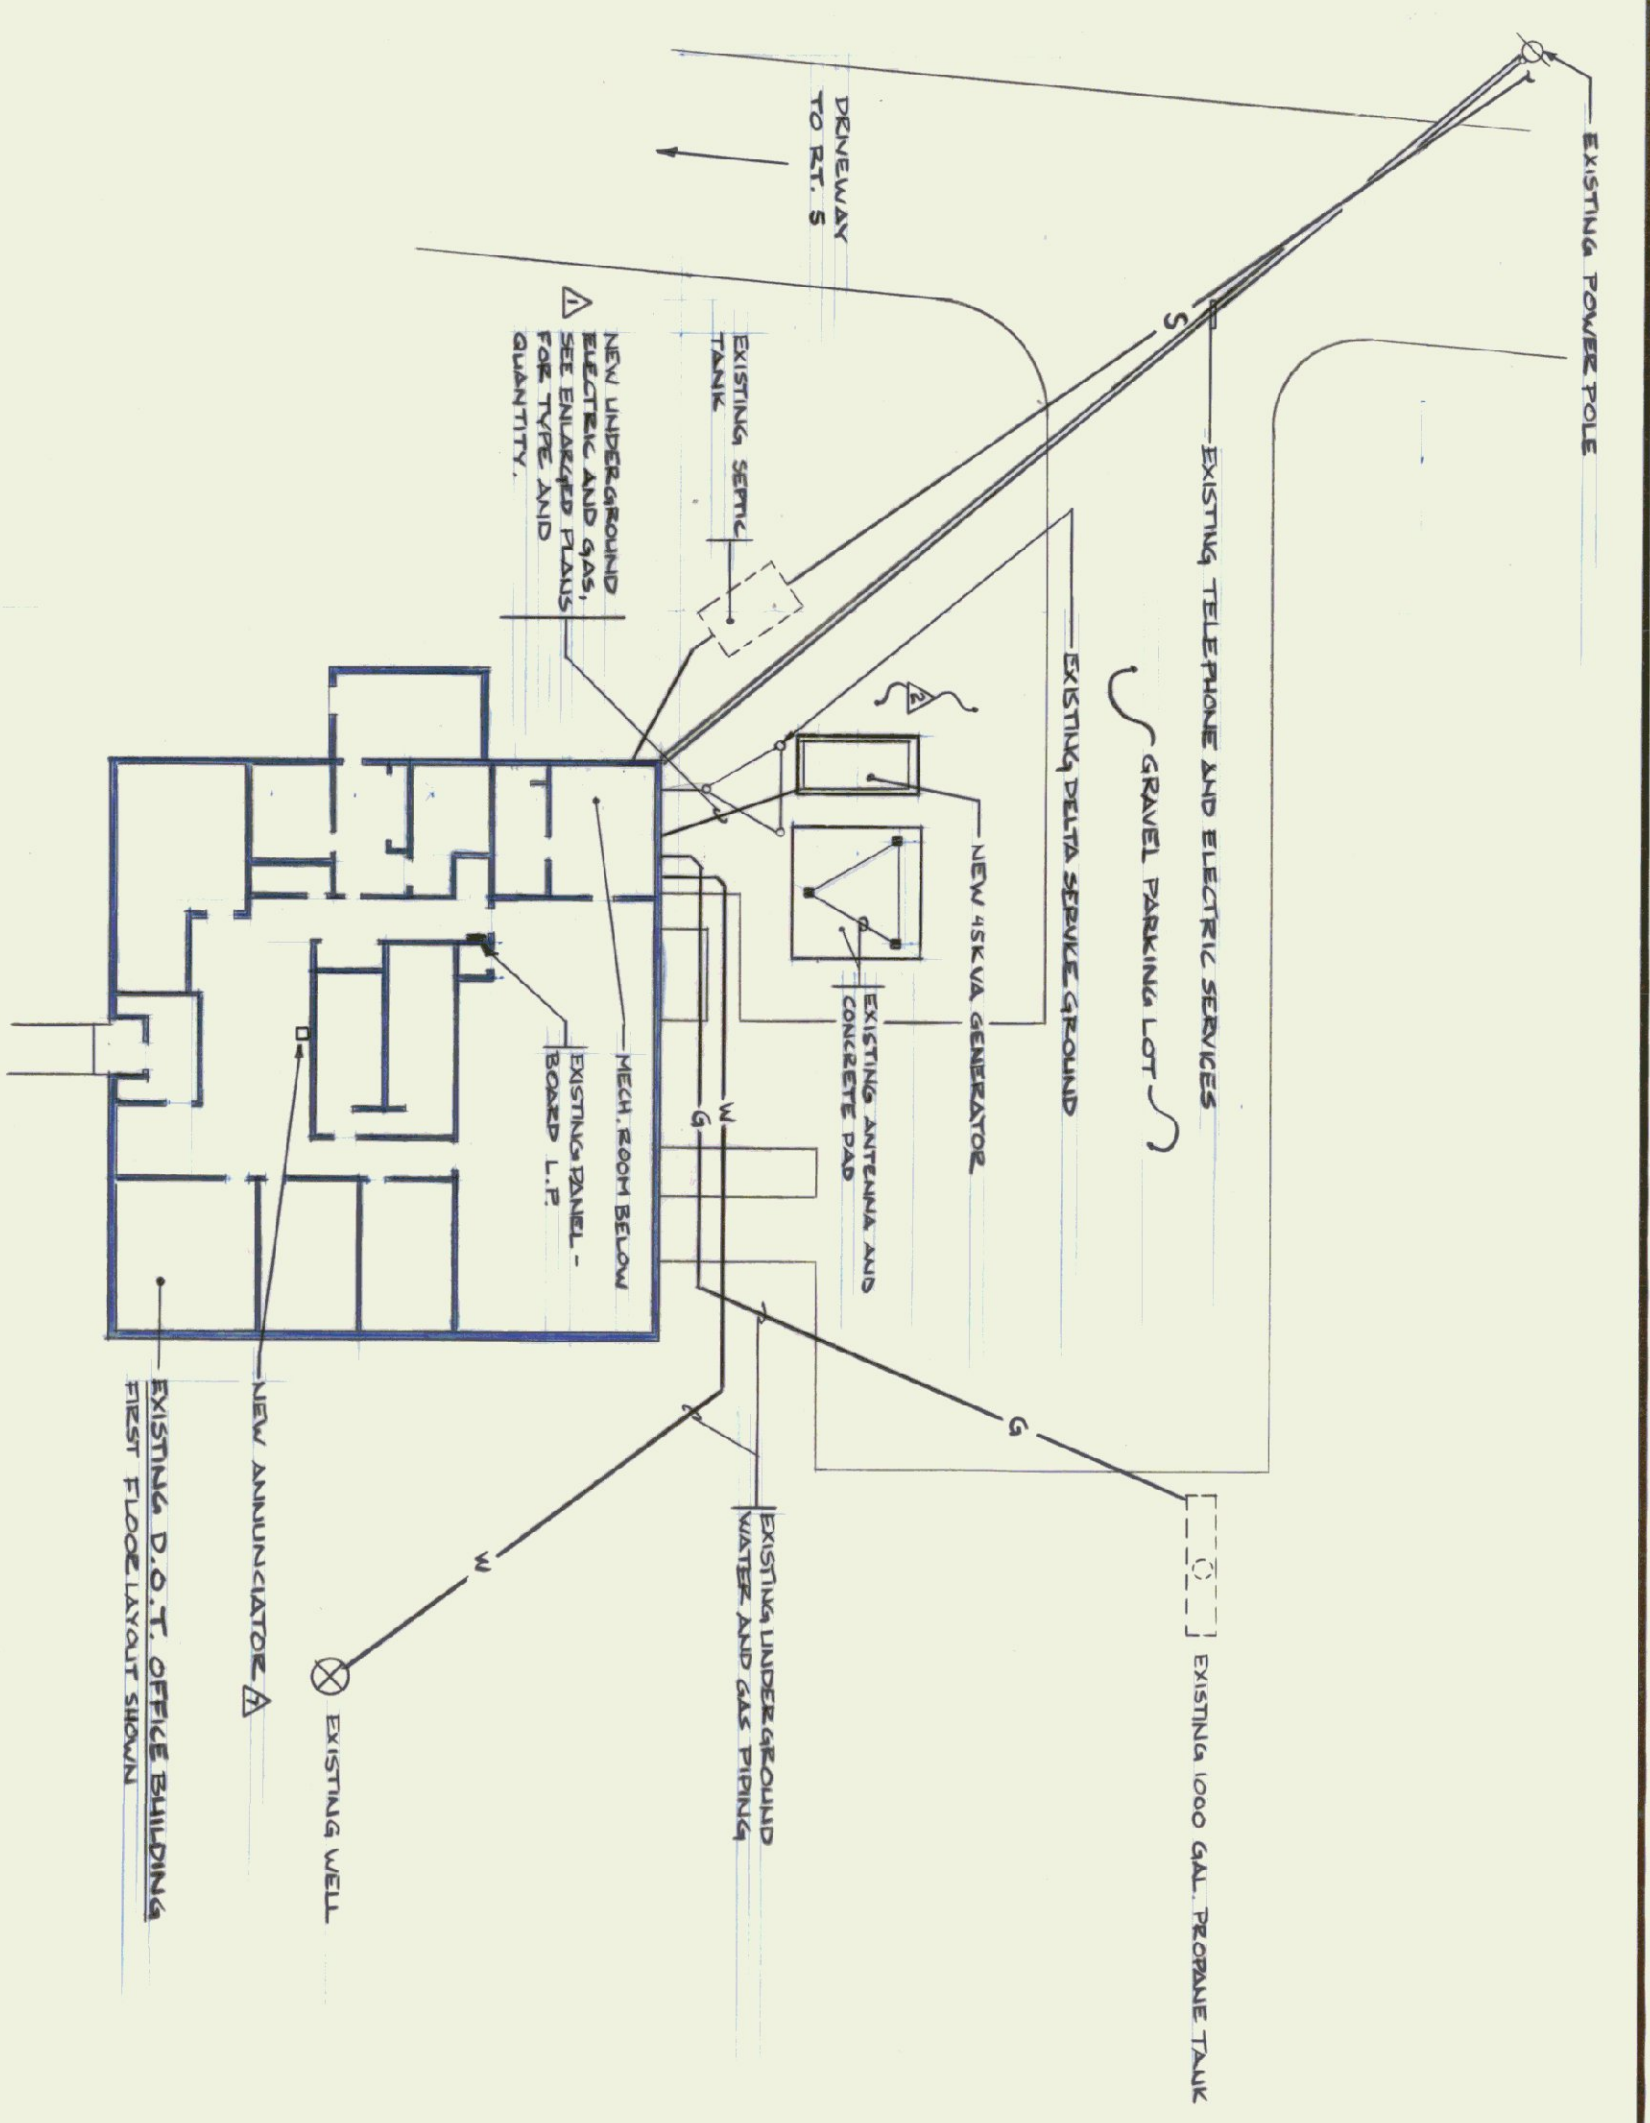 EXISTING POWER POLE
EXISTING TELEPHONE AND ELECTRIC SERVICES
GRAVEL PARKING LOT
EXISTING DELTA SERVICE GROUND
NEW 45KVA GENERATOR
2
EXISTING ANTENNA AND
CONCRETE PAD
DRIVEWAY
TO RT. 5
S
EXISTING SEPTIC
TANK
1
NEW UNDERGROUND
ELECTRIC AND GAS,
SEE ENLARGED PLANS
FOR TYPE AND
QUANTITY.
MECH. ROOM BELOW
EXISTING PANEL-
BOARD L.P.
W
G
G
W
EXISTING 1000 GAL. PROPANE TANK
EXISTING UNDERGROUND
WATER AND GAS PIPING
EXISTING WELL
NEW ANNUNCIATOR
EXISTING D.O.T. OFFICE BUILDING
FIRST FLOOR LAYOUT SHOWN